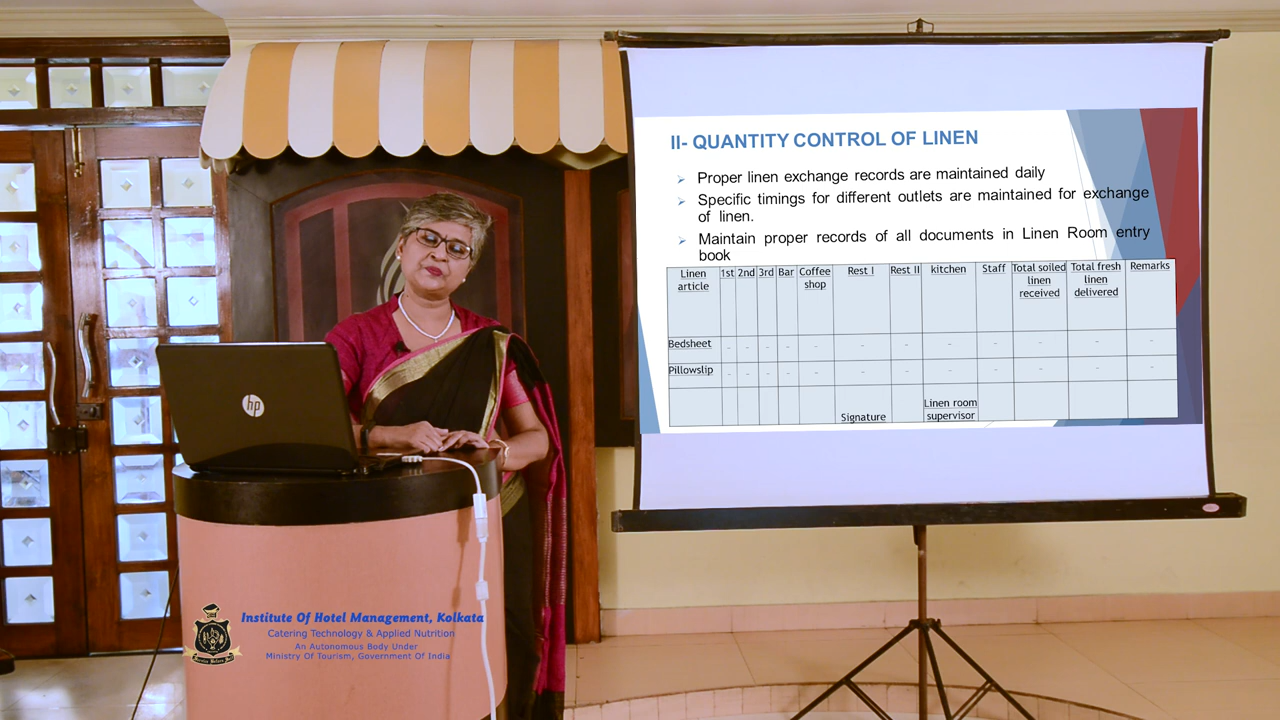 II- QUANTITY CONTROL OF LINEN
Proper linen exchange records are maintained daily
Specific timings for different outlets are maintained for exchange
of linen.
Maintain proper records of all documents in Linen Room entry
book
Linen article 1st 2nd 3rd Bar Coffee shop Rest I Rest II kitchen Staff Total soiled linen received Total fresh linen delivered Remarks
Bedsheet - - - - - - - - - - - -
Pillowslip - - - - - - - - - - - -
Signature Linen room supervisor
hp
Institute Of Hotel Management, Kolkata
Catering Technology & Applied Nutrition
An Autonomous Body Under
Ministry Of Tourism, Government Of India